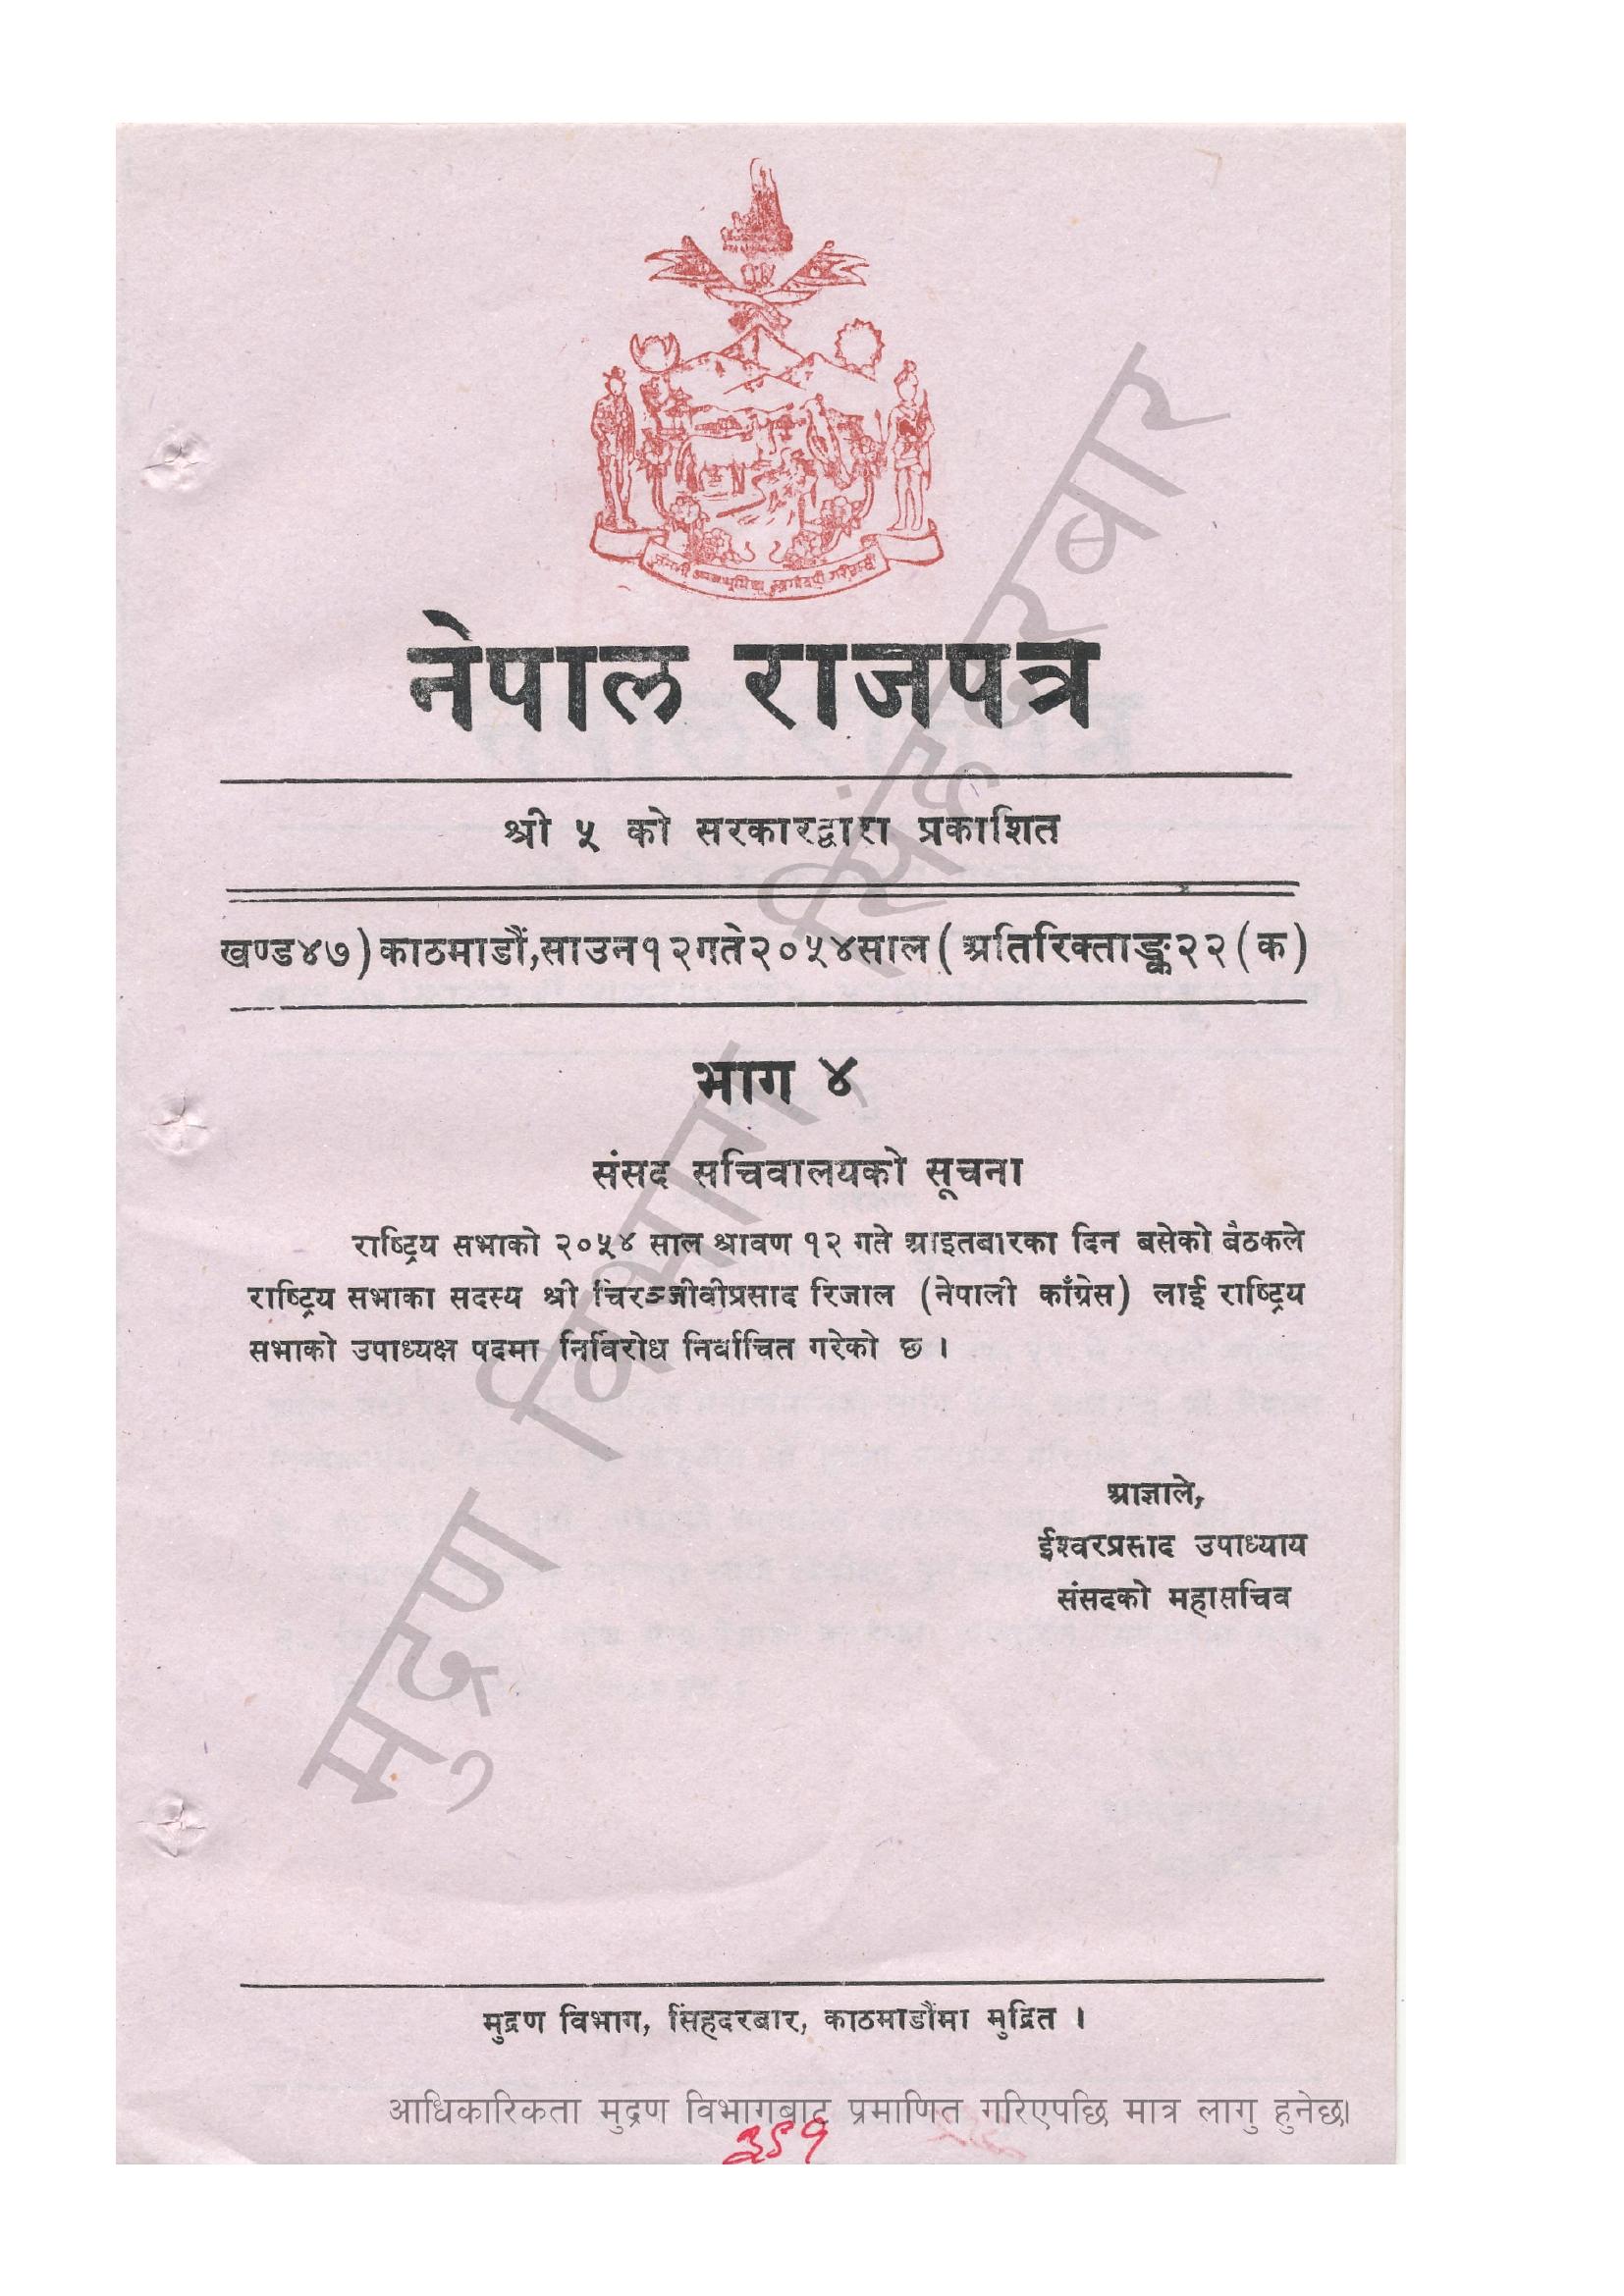 नेपाल राजपत्र
श्री ५ को सरकारद्वारा प्रकाशित
खण्ड४७)काठमाडौं,साउन१२गते२०५४साल(अतिरिक्ताङ्क२२(क)
भाग ४
संसद सचिवालयको सूचना
राष्ट्रिय सभाको २०५४ साल श्रावण १२ गते आइतबारका दिन बसेको बैठकले
राष्ट्रिय सभाका सदस्य श्री चिरञ्जीवीप्रसाद रिजाल (नेपाली काँग्रेस) लाई राष्ट्रिय
सभाको उपाध्यक्ष पदमा निर्विरोध निर्वाचित गरेको छ ।
आज्ञाले,
ईश्वरप्रसाद उपाध्याय
संसदको महासचिव
मुद्रण विभाग, सिंहदरबार
मुद्रण विभाग, सिंहदरबार, काठमाडौंमा मुद्रित ।
आधिकारिकता मुद्रण विभागबाट प्रमाणित गरिएपछि मात्र लागु हुनेछ।